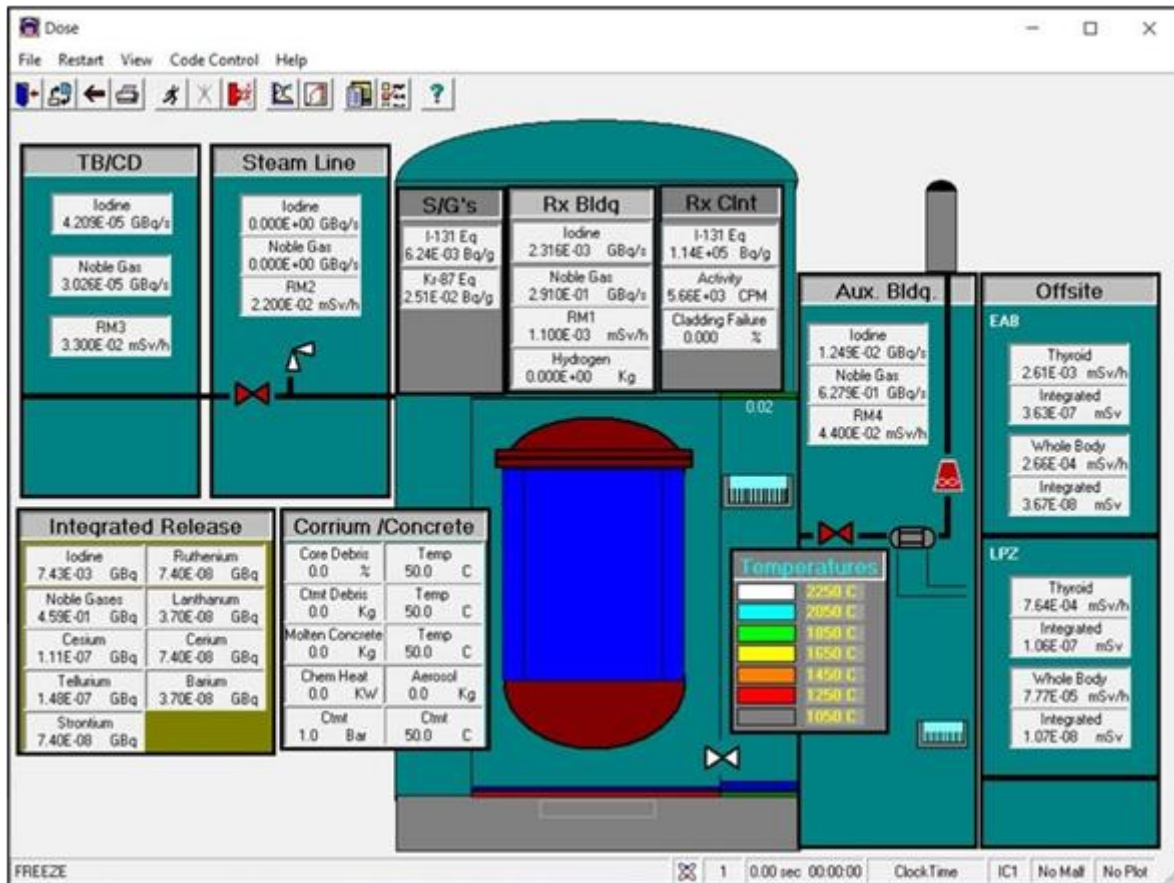 Dose
File Restart View Code Control Help
TB/CD
Iodine
4.209E-05 GBq/s
Noble Gas
3.026E-05 GBq/s
RM3
3.300E-02 mSv/h
Steam Line
Iodine
0.000E+00 GBq/s
Noble Gas
0.000E+00 GBq/s
RM2
2.200E-02 mSv/h
S/G's
I-131 Eq
6.24E-03 Bq/g
Kr-87 Eq
2.51E-02 Bq/g
Rx Bldg
Iodine
2.316E-03 GBq/s
Noble Gas
2.910E-01 GBq/s
RM1
1.100E-03 mSv/h
Hydrogen
0.000E+00 Kg
Rx Clnt
I-131 Eq
1.14E+05 Bq/g
Activity
5.66E+03 CPM
Cladding Failure
0.000 %
0.02
Aux. Bldg.
Iodine
1.249E-02 GBq/s
Noble Gas
6.279E-01 GBq/s
RM4
4.400E-02 mSv/h
Offsite
EAB
Thyroid
2.61E-03 mSv/h
Integrated
3.63E-07 mSv
Whole Body
2.66E-04 mSv/h
Integrated
3.67E-08 mSv
LPZ
Thyroid
7.64E-04 mSv/h
Integrated
1.06E-07 mSv
Whole Body
7.77E-05 mSv/h
Integrated
1.07E-08 mSv
Integrated Release
Iodine Ruthenium
7.43E-03 GBq 7.40E-08 GBq
Noble Gases Lanthanum
4.59E-01 GBq 3.70E-08 GBq
Cesium Cerium
1.11E-07 GBq 7.40E-08 GBq
Tellurium Barium
1.48E-07 GBq 3.70E-08 GBq
Strontium
7.40E-08 GBq
Corrium /Concrete
Core Debris Temp
0.0 % 50.0 C
Ctmt Debris Temp
0.0 Kg 50.0 C
Molten Concrete Temp
0.0 Kg 50.0 C
Chem Heat Aerosol
0.0 KW 0.0 Kg
Ctmt Ctmt
1.0 Bar 50.0 C
Temperatures
2250 C
2050 C
1850 C
1650 C
1450 C
1250 C
1050 C
FREEZE 1 0.00 sec 00:00:00 ClockTime IC1 No Malf No Plot